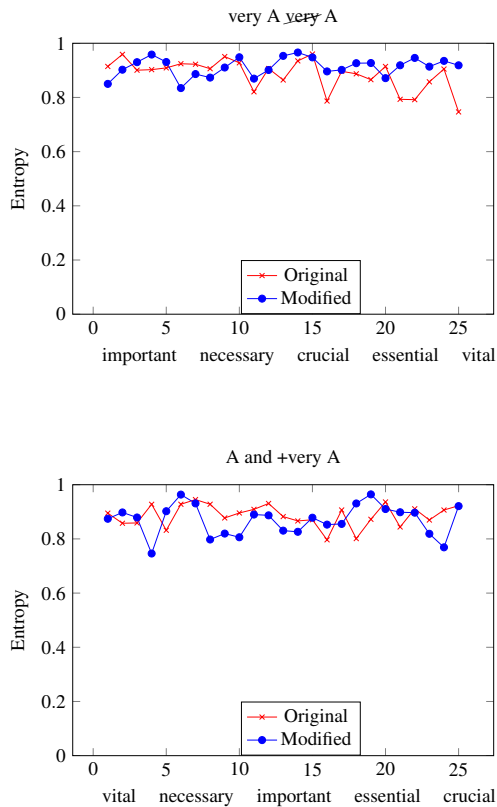 very A very A
1
0.8
0.6
0.4
0.2
0
Entropy
Original
Modified
0 5 10 15 20 25
important necessary crucial essential vital
A and +very A
1
0.8
0.6
0.4
0.2
0
Entropy
Original
Modified
0 5 10 15 20 25
vital necessary important essential crucial